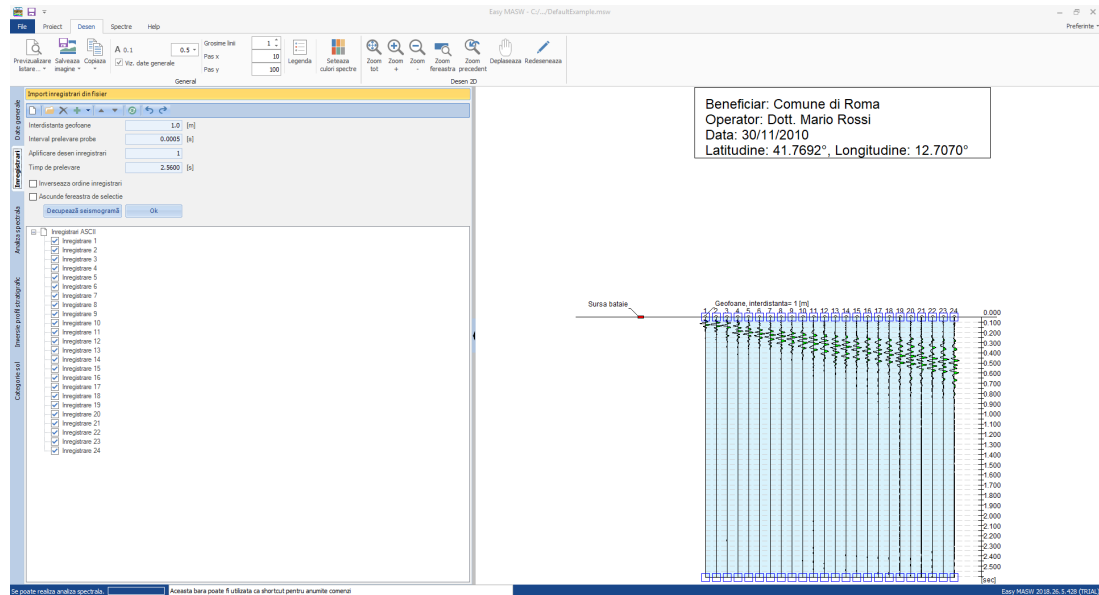 Easy MASW - C:/.../DefaultExample.msw
File Proiect Desen Spectre Help
Preferinte
Previzualizare listare...
Salveaza imagine
Copiaza
A 0.1 0.5
Viz. date generale
Grosime linii 1
Pas x 10
Pas y 100
General
Legenda
Seteaza culori spectre
Zoom tot
Zoom +
Zoom -
Zoom fereastra
Zoom precedent
Deplaseaza
Redeseneaza
Desen 2D
Date generale
Inregistrari
Analiza spectrala
Inversie profil stratigrafic
Categorie sol
Import inregistrari din fisier
Interdistanta geofoane 1.0 [m]
Interval prelevare probe 0.0005 [s]
Aplificare desen inregistrari 1
Timp de prelevare 2.5600 [s]
Inverseaza ordine inregistrari
Ascunde fereastra de selectie
Decupează seismogramă Ok
Inregistrari ASCII
Inregistrare 1
Inregistrare 2
Inregistrare 3
Inregistrare 4
Inregistrare 5
Inregistrare 6
Inregistrare 7
Inregistrare 8
Inregistrare 9
Inregistrare 10
Inregistrare 11
Inregistrare 12
Inregistrare 13
Inregistrare 14
Inregistrare 15
Inregistrare 16
Inregistrare 17
Inregistrare 18
Inregistrare 19
Inregistrare 20
Inregistrare 21
Inregistrare 22
Inregistrare 23
Inregistrare 24
Beneficiar: Comune di Roma
Operator: Dott. Mario Rossi
Data: 30/11/2010
Latitudine: 41.7692°, Longitudine: 12.7070°
Sursa bataie
Geofoane, interdistanta= 1 [m]
1 2 3 4 5 6 7 8 9 10 11 12 13 14 15 16 17 18 19 20 21 22 23 24
0.000
0.100
0.200
0.300
0.400
0.500
0.600
0.700
0.800
0.900
1.000
1.100
1.200
1.300
1.400
1.500
1.600
1.700
1.800
1.900
2.000
2.100
2.200
2.300
2.400
2.500
[sec]
Se poate realiza analiza spectrala.
Aceasta bara poate fi utilizata ca shortcut pentru anumite comenzi
Easy MASW 2018.26.5.428 (TRIAL)